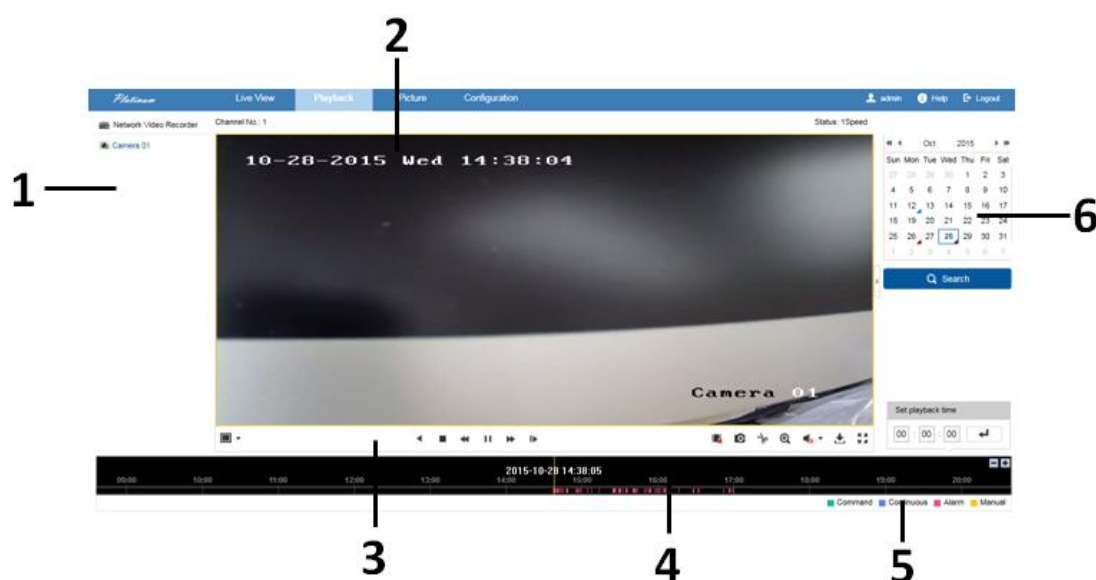 2
Platinum Live View Playback Picture Configuration admin Help Logout
Network Video Recorder Channel No.: 1 Status: 1Speed
Camera 01
10-28-2015 Wed 14:38:04
Oct 2015
Sun Mon Tue Wed Thu Fri Sat
27 28 29 30 1 2 3
4 5 6 7 8 9 10
11 12 13 14 15 16 17
18 19 20 21 22 23 24
25 26 27 28 29 30 31
1 2 3 4 5 6 7
1
6
Search
Camera 01
Set playback time
00 : 00 : 00
2015-10-28 14:38:05
09:00 10:00 11:00 12:00 13:00 14:00 15:00 16:00 17:00 18:00 19:00 20:00
Command Continuous Alarm Manual
3 4 5